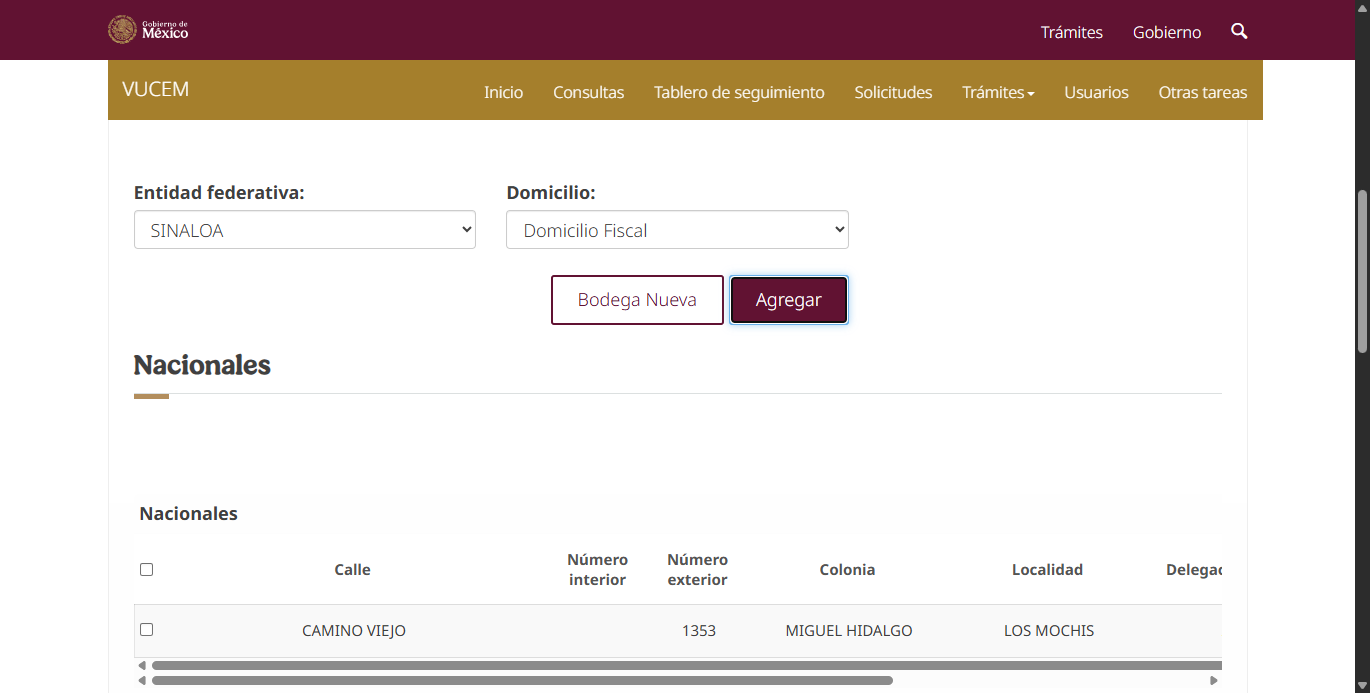 Gobierno de
México
Trámites
Gobierno
VUCEM
Inicio
Consultas
Tablero de seguimiento
Solicitudes
Trámites
Usuarios
Otras tareas
Entidad federativa:
Domicilio:
SINALOA
Domicilio Fiscal
Bodega Nueva
Agregar
Nacionales
Nacionales
Calle
Número
interior
Número
exterior
Colonia
Localidad
Delegac
CAMINO VIEJO
1353
MIGUEL HIDALGO
LOS MOCHIS